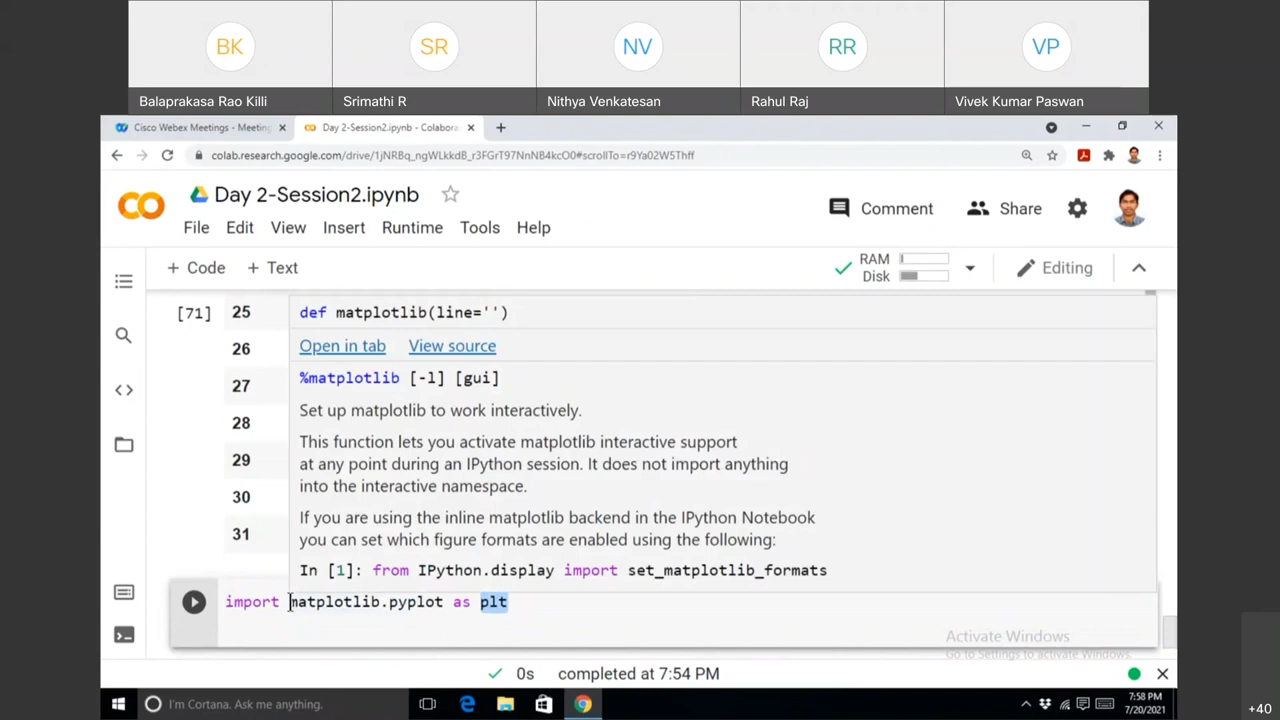 BK
SR
NV
RR
VP
Balaprakasa Rao Killi
Srimathi R
Nithya Venkatesan
Rahul Raj
Vivek Kumar Paswan
Cisco Webex Meetings - Meeting
Day 2-Session2.ipynb - Colabora
colab.research.google.com/drive/1jNRBq_ngWLkkdB_r3FGrT97NnNB4kcO0#scrollTo=r9Ya02W5Thff
Day 2-Session2.ipynb
Comment
Share
File Edit View Insert Runtime Tools Help
+ Code + Text
RAM
Disk
Editing
[71]
25
26
27
28
29
30
31
def matplotlib(line='')
Open in tab View source
%matplotlib [-l] [gui]
Set up matplotlib to work interactively.
This function lets you activate matplotlib interactive support
at any point during an IPython session. It does not import anything
into the interactive namespace.
If you are using the inline matplotlib backend in the IPython Notebook
you can set which figure formats are enabled using the following:
In [1]: from IPython.display import set_matplotlib_formats
import matplotlib.pyplot as plt
Activate Windows
Go to Settings to activate Windows.
0s completed at 7:54 PM
I'm Cortana. Ask me anything.
7:58 PM
7/20/2021
+40